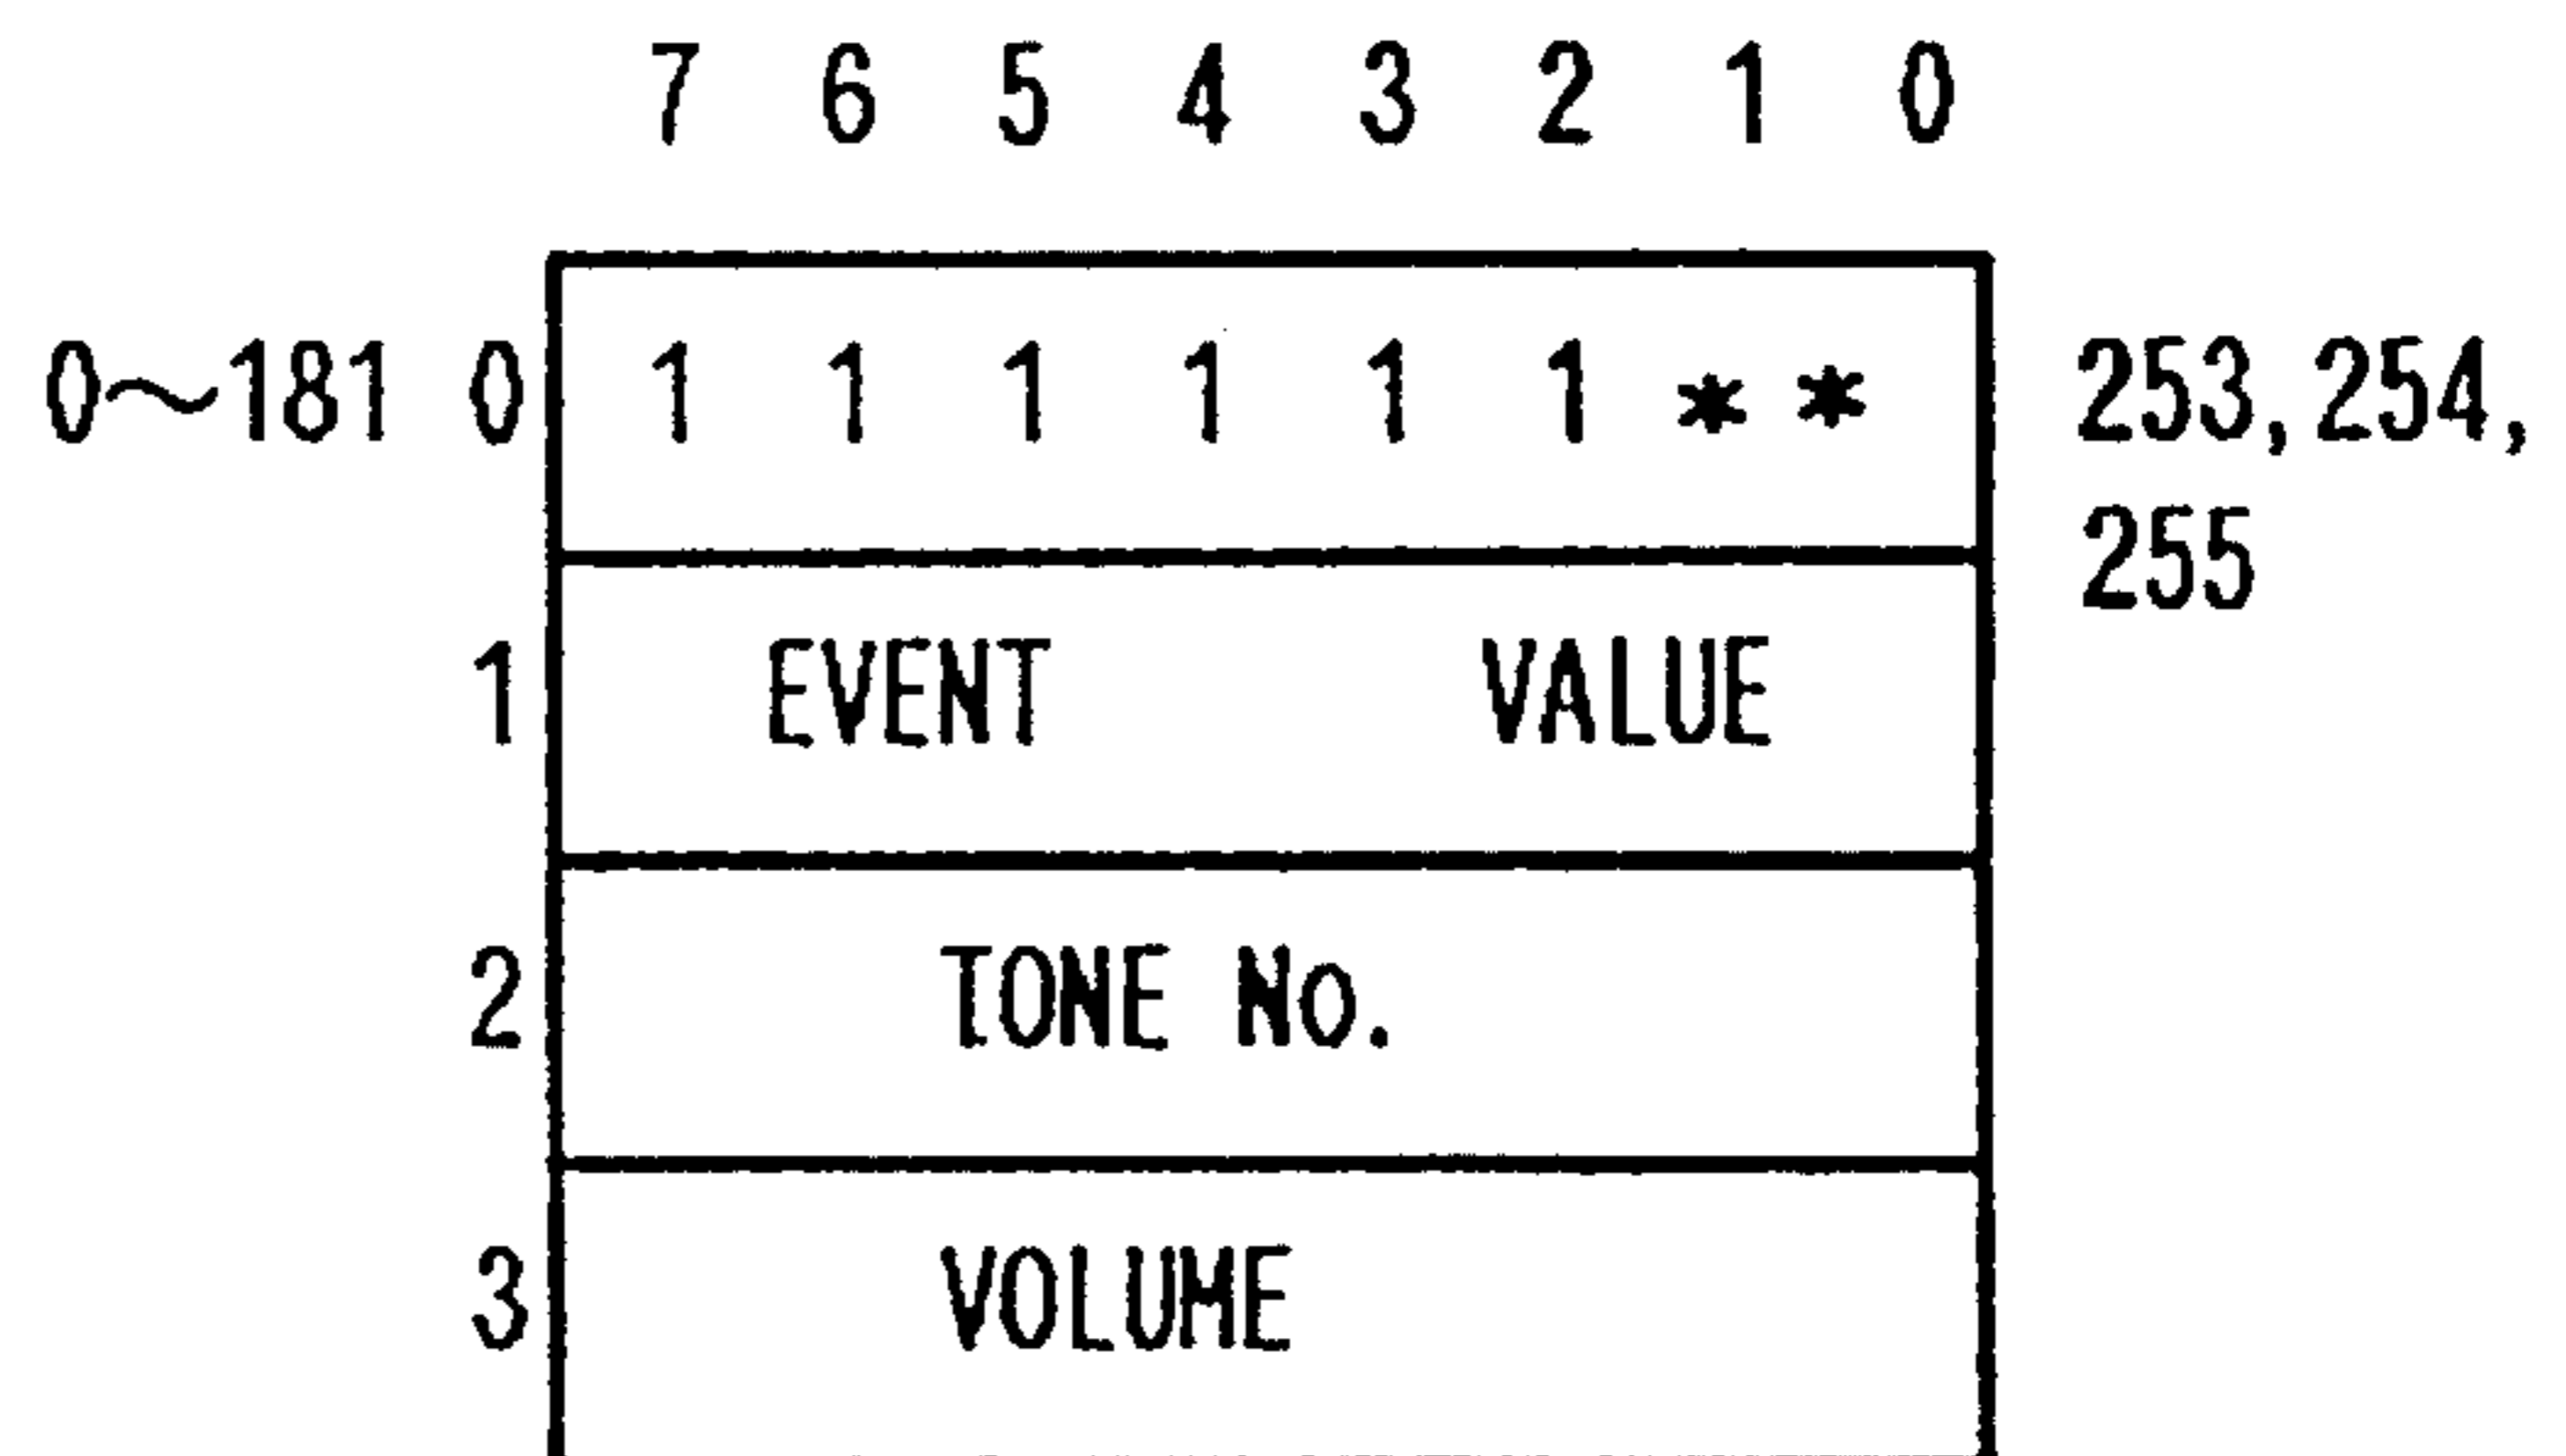 7 6 5 4 3 2 1 0
0~181 0 1 1 1 1 1 1 * * 253,254,
255
1 EVENT VALUE
2 TONE No.
3 VOLUME